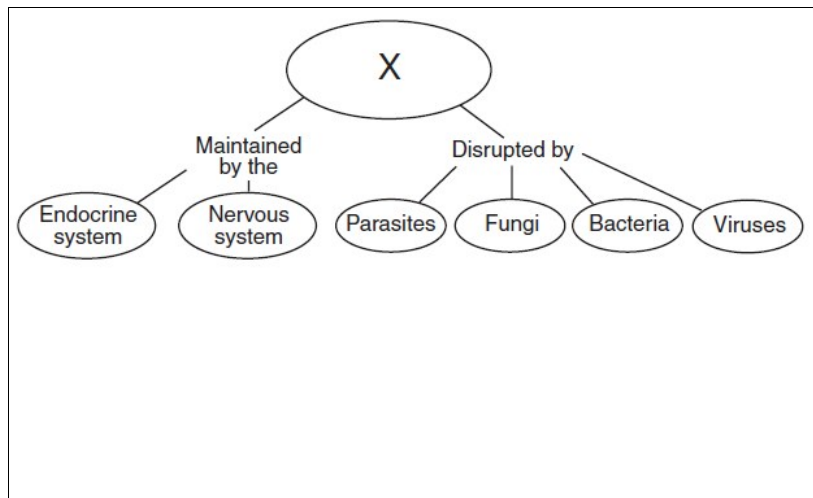 X
Maintained
by the
Disrupted by
Endocrine
system
Nervous
system
Parasites
Fungi
Bacteria
Viruses